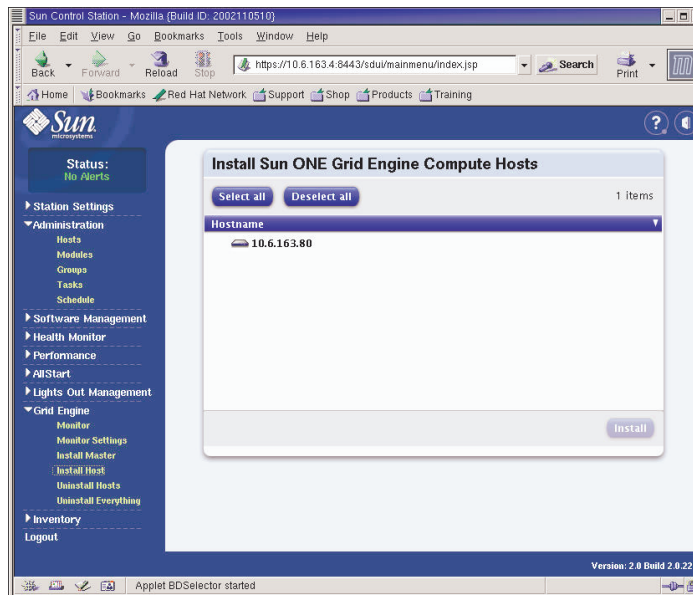 Sun Control Station - Mozilla {Build ID: 2002110510}
File Edit View Go Bookmarks Tools Window Help
Back Forward Reload Stop https://10.6.163.4:8443/sdui/mainmenu/index.jsp Search Print
Home Bookmarks Red Hat Network Support Shop Products Training
Sun
microsystems
?
Status:
No Alerts
Station Settings
Administration
Hosts
Modules
Groups
Tasks
Schedule
Software Management
Health Monitor
Performance
AllStart
Lights Out Management
Grid Engine
Monitor
Monitor Settings
Install Master
Install Host
Uninstall Hosts
Uninstall Everything
Inventory
Logout
Install Sun ONE Grid Engine Compute Hosts
Select all Deselect all 1 items
Hostname
10.6.163.80
Install
Version: 2.0 Build 2.0.22
Applet BDSelector started